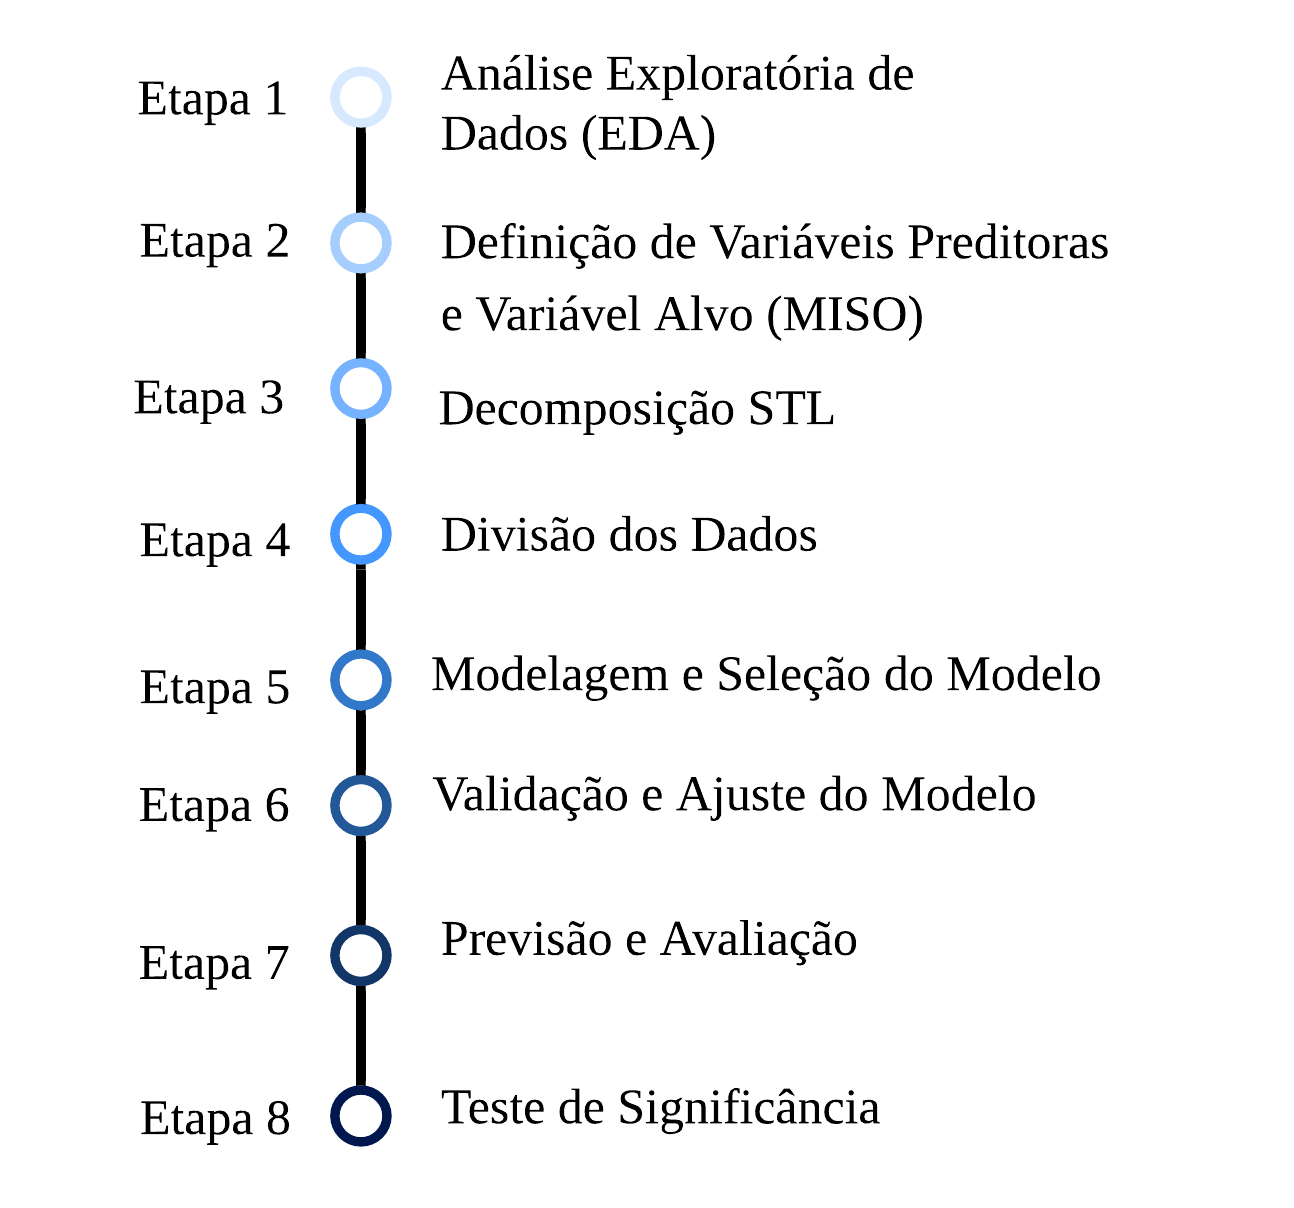 Etapa 1
Análise Exploratória de
Dados (EDA)
Etapa 2
Definição de Variáveis Preditoras
e Variável Alvo (MISO)
Etapa 3
Decomposição STL
Etapa 4
Divisão dos Dados
Etapa 5
Modelagem e Seleção do Modelo
Etapa 6
Validação e Ajuste do Modelo
Etapa 7
Previsão e Avaliação
Etapa 8
Teste de Significância